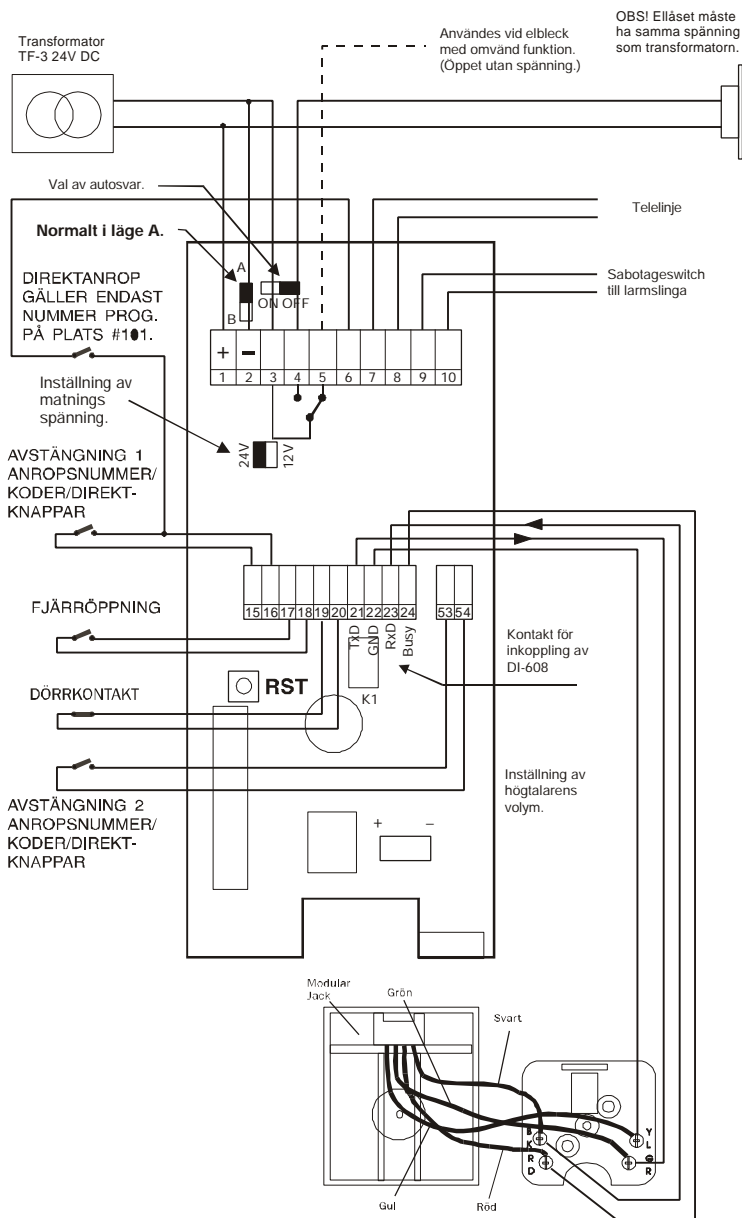 OBS! Ellåset måste
ha samma spänning
som transformatorn.
Transformator
TF-3 24V DC
Användes vid elbleck
med omvänd funktion.
(Öppet utan spänning.)
Val av autosvar.
Telelinje
Normalt i läge A.
A
B
ON OFF
Sabotageswitch
till larmslinga
DIREKTANROP
GÄLLER ENDAST
NUMMER PROG.
PÅ PLATS #101.
+ −
1 2 3 4 5 6 7 8 9 10
Inställning av
matnings
spänning.
24V
12V
AVSTÄNGNING 1
ANROPSNUMMER/
KODER/DIREKT-
KNAPPAR
15 16 17 18 19 20 21 22 23 24 53 54
TxD
GND
RxD
Busy
FJÄRRÖPPNING
Kontakt för
inkoppling av
DI-608
K1
RST
DÖRRKONTAKT
Inställning av
högtalarens
volym.
AVSTÄNGNING 2
ANROPSNUMMER/
KODER/DIREKT-
KNAPPAR
+ −
Modular
Jack
Grön
Svart
B
K
R
D
Y
L
G
R
Gul
Röd